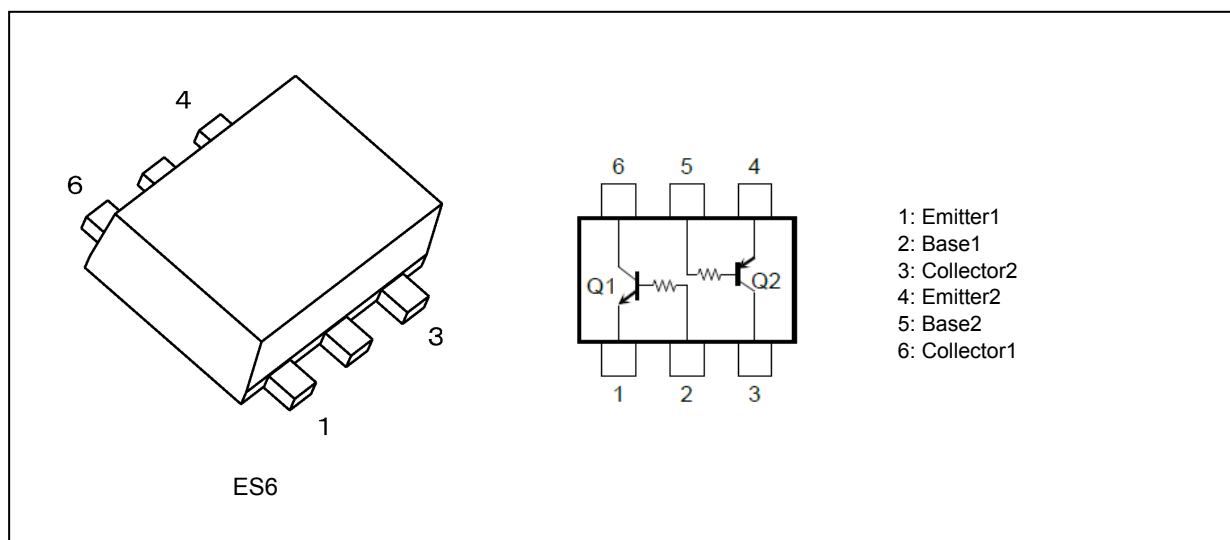 4
6
3
1
ES6
6 5 4
Q1 Q2
1 2 3
1: Emitter1
2: Base1
3: Collector2
4: Emitter2
5: Base2
6: Collector1